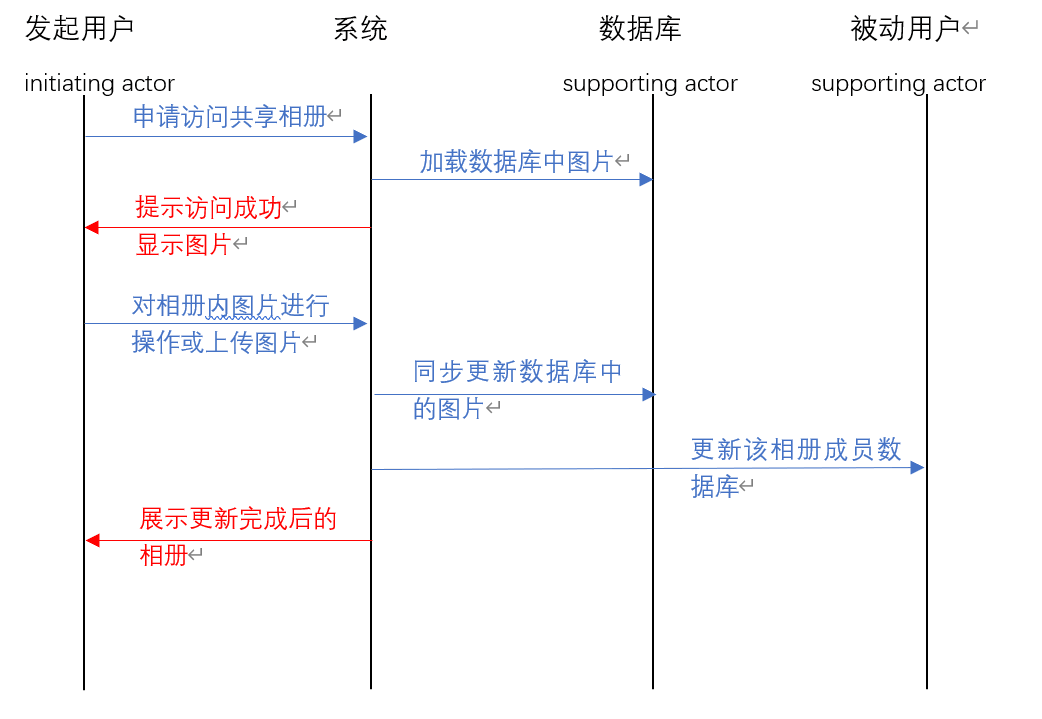 发起用户 系统 数据库 被动用户
initiating actor supporting actor supporting actor
申请访问共享相册
加载数据库中图片
提示访问成功
显示图片
对相册内图片进行
操作或上传图片
同步更新数据库中
的图片
更新该相册成员数
据库
展示更新完成后的
相册